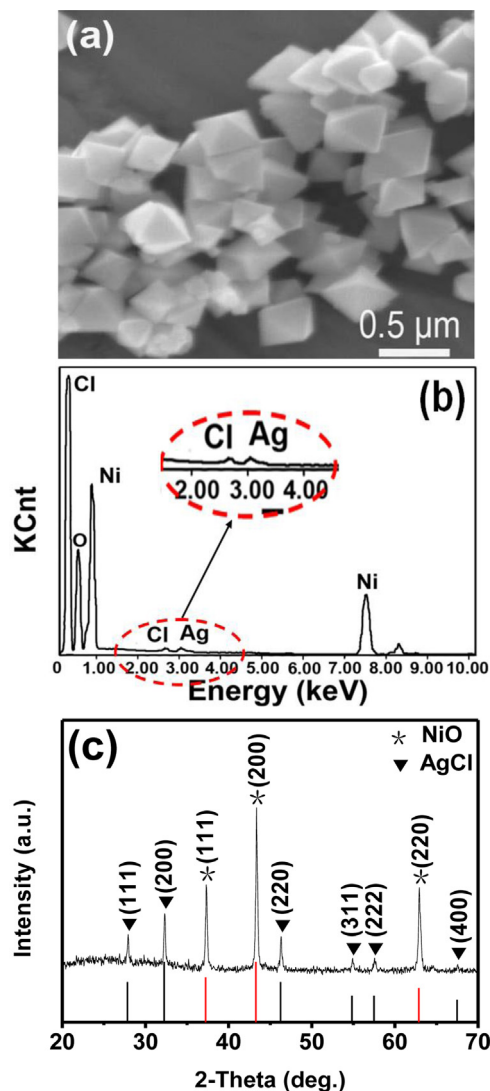 (a)
0.5 μm
(b)
Cl
Cl Ag
2.00 3.00 4.00
Ni
O
Ni
Cl Ag
KCnt
0 1.00 2.00 3.00 4.00 5.00 6.00 7.00 8.00 9.00 10.00
Energy (keV)
(c)
* NiO
▼ AgCl
(111)
(200)
(111)
(200)
(220)
(311)
(222)
(220)
(400)
Intensity (a.u.)
20 30 40 50 60 70
2-Theta (deg.)